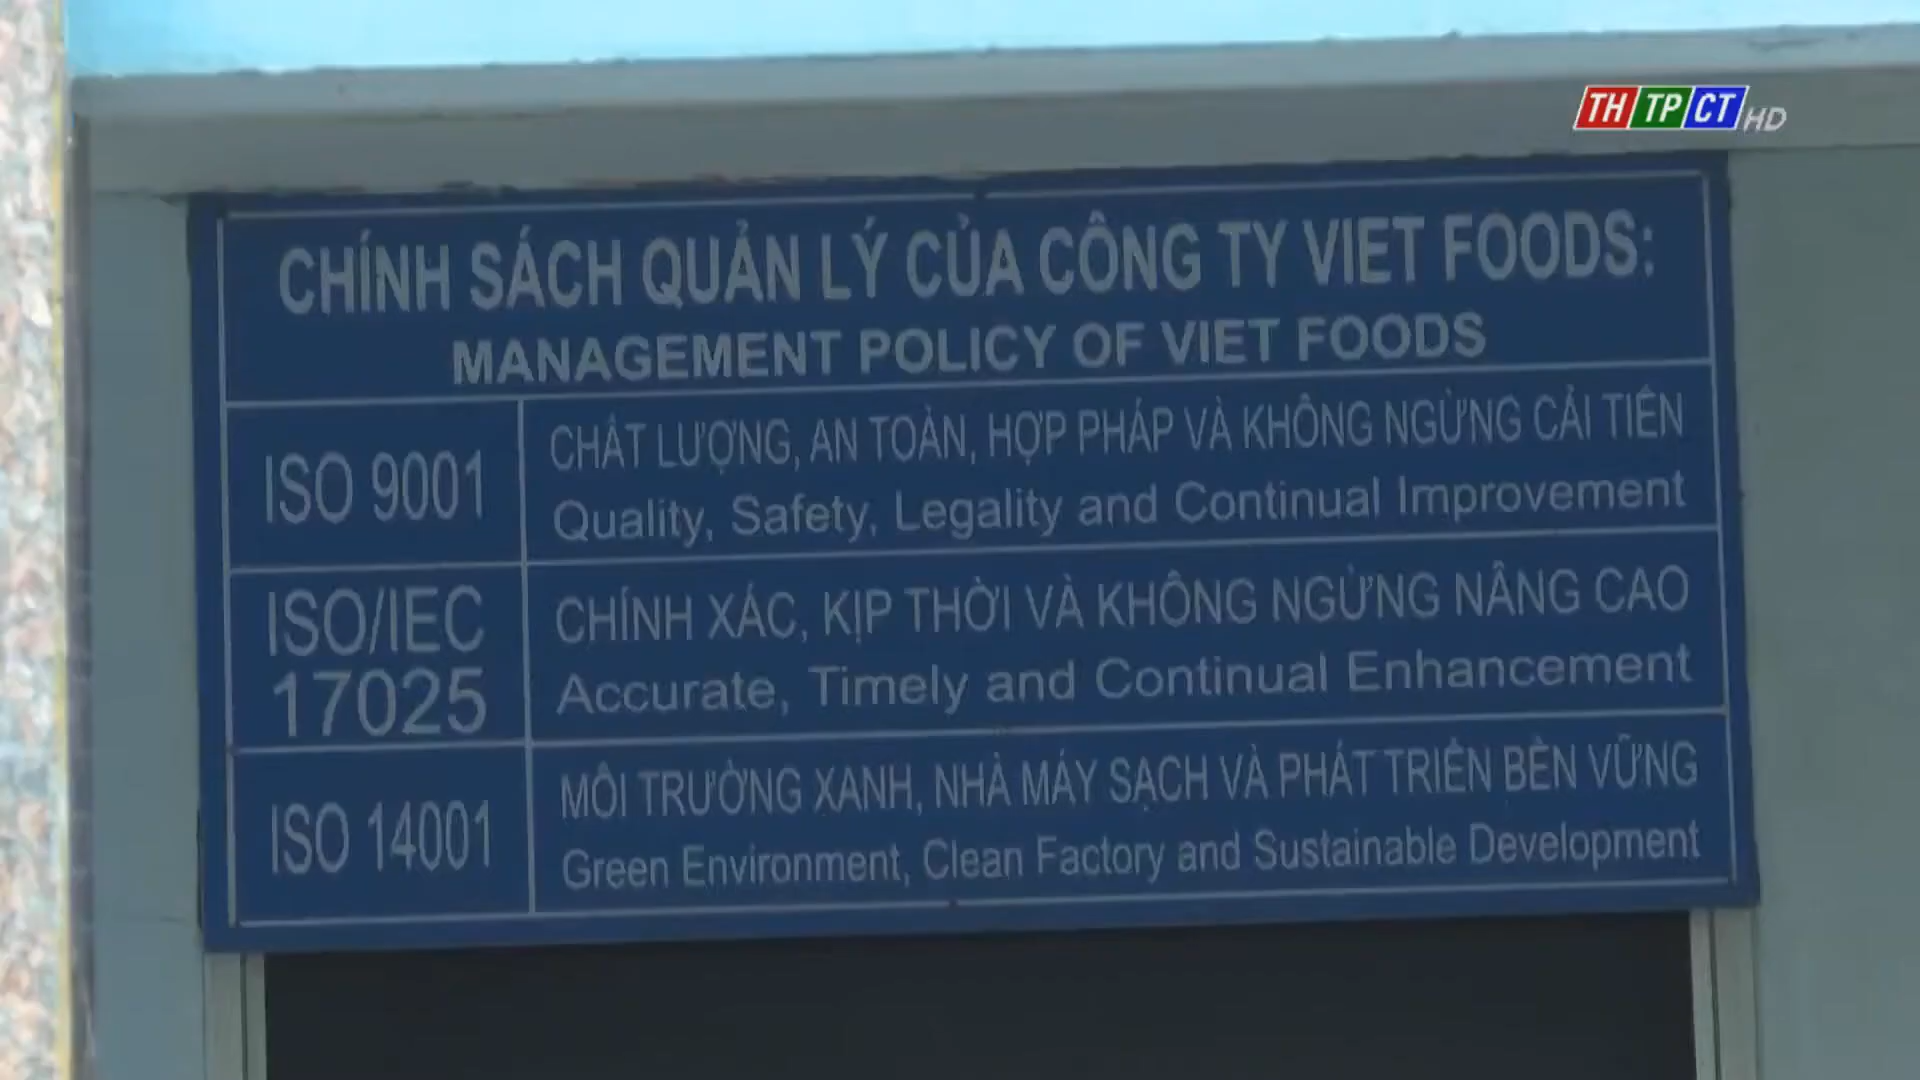 TH TP CT HD
CHÍNH SÁCH QUẢN LÝ CỦA CÔNG TY VIET FOODS:
MANAGEMENT POLICY OF VIET FOODS
ISO 9001
CHẤT LƯỢNG, AN TOÀN, HỢP PHÁP VÀ KHÔNG NGỪNG CẢI TIẾN
Quality, Safety, Legality and Continual Improvement
ISO/IEC
17025
CHÍNH XÁC, KỊP THỜI VÀ KHÔNG NGỪNG NÂNG CAO
Accurate, Timely and Continual Enhancement
ISO 14001
MÔI TRƯỜNG XANH, NHÀ MÁY SẠCH VÀ PHÁT TRIỂN BỀN VỮNG
Green Environment, Clean Factory and Sustainable Development